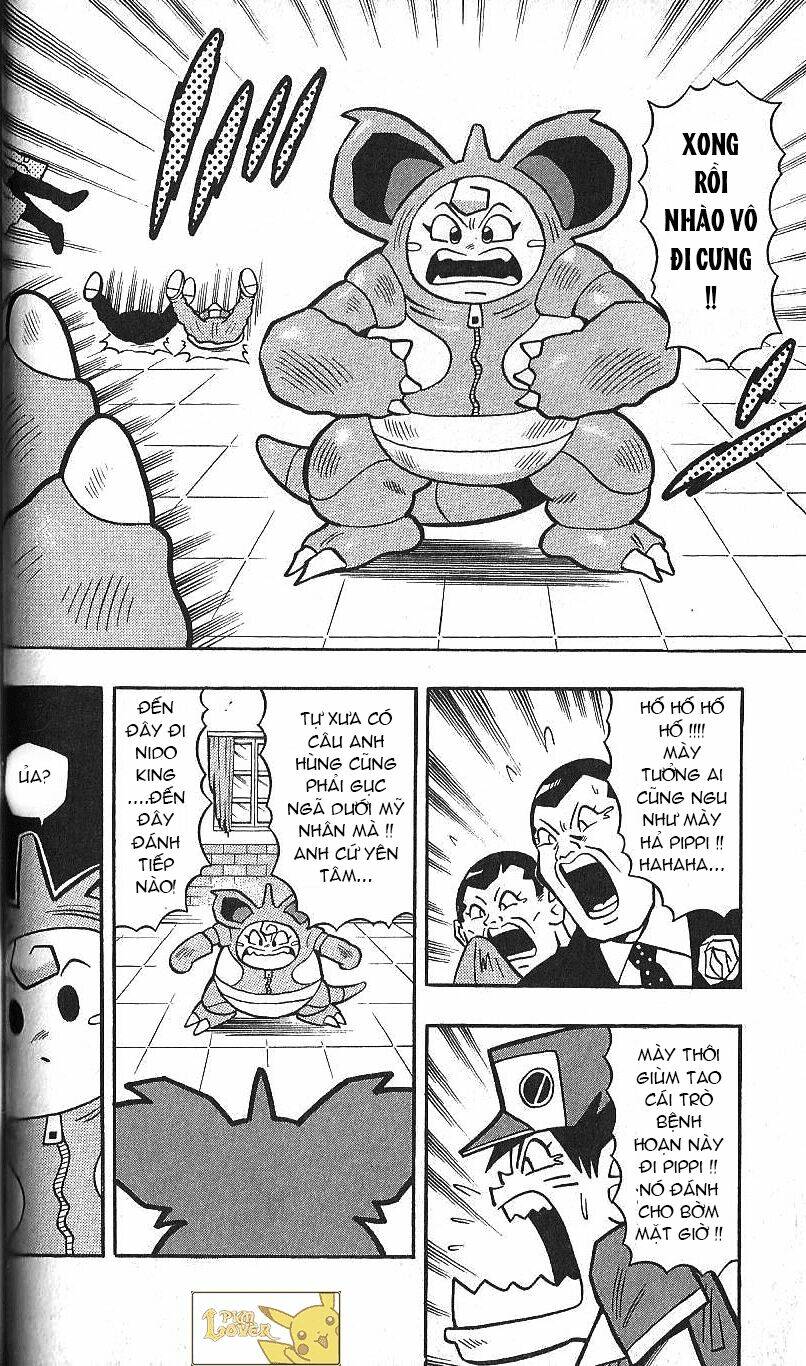 XONG
RỒI
NHÀO VÔ
ĐI CƯNG
!!
HỐ HỐ HỐ
HỐ !!!!
MÀY
TƯỞNG AI
CŨNG NGU
NHƯ MÀY
HẢ PIPPI !!
HAHAHA...
MÀY THÔI
GIÙM TAO
CÁI TRÒ
BỆNH
HOẠN NÀY
ĐI PIPPI !!
NÓ ĐÁNH
CHO BỜM
MẶT GIỜ !!
TỰ XƯA CÓ
CÂU ANH
HÙNG CŨNG
PHẢI GỤC
NGÃ DƯỚI MỸ
NHÂN MÀ !!
ANH CỨ YÊN
TÂM...
ĐẾN
ĐÂY ĐI
NIDO
KING
....ĐẾN
ĐÂY
ĐÁNH
TIẾP
NÀO!
ỦA?
PKM
LOVER